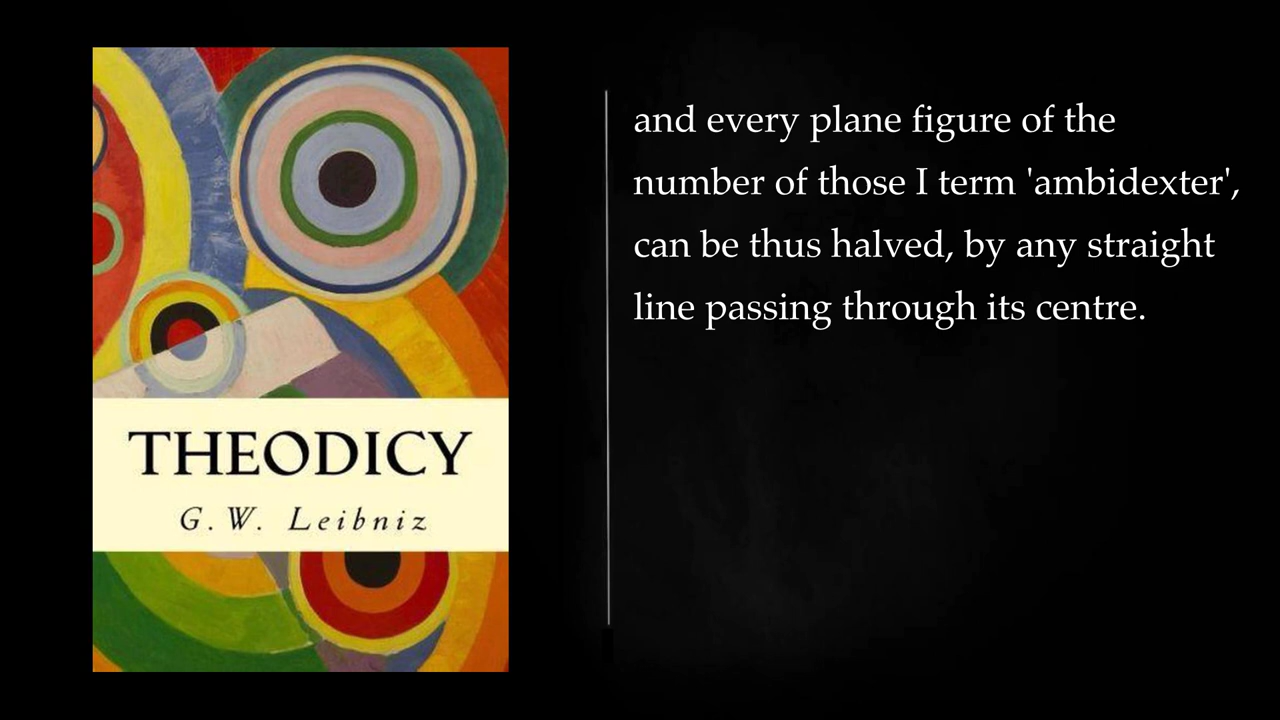 THEODICY
G. W. Leibniz
and every plane figure of the
number of those I term 'ambidexter',
can be thus halved, by any straight
line passing through its centre.